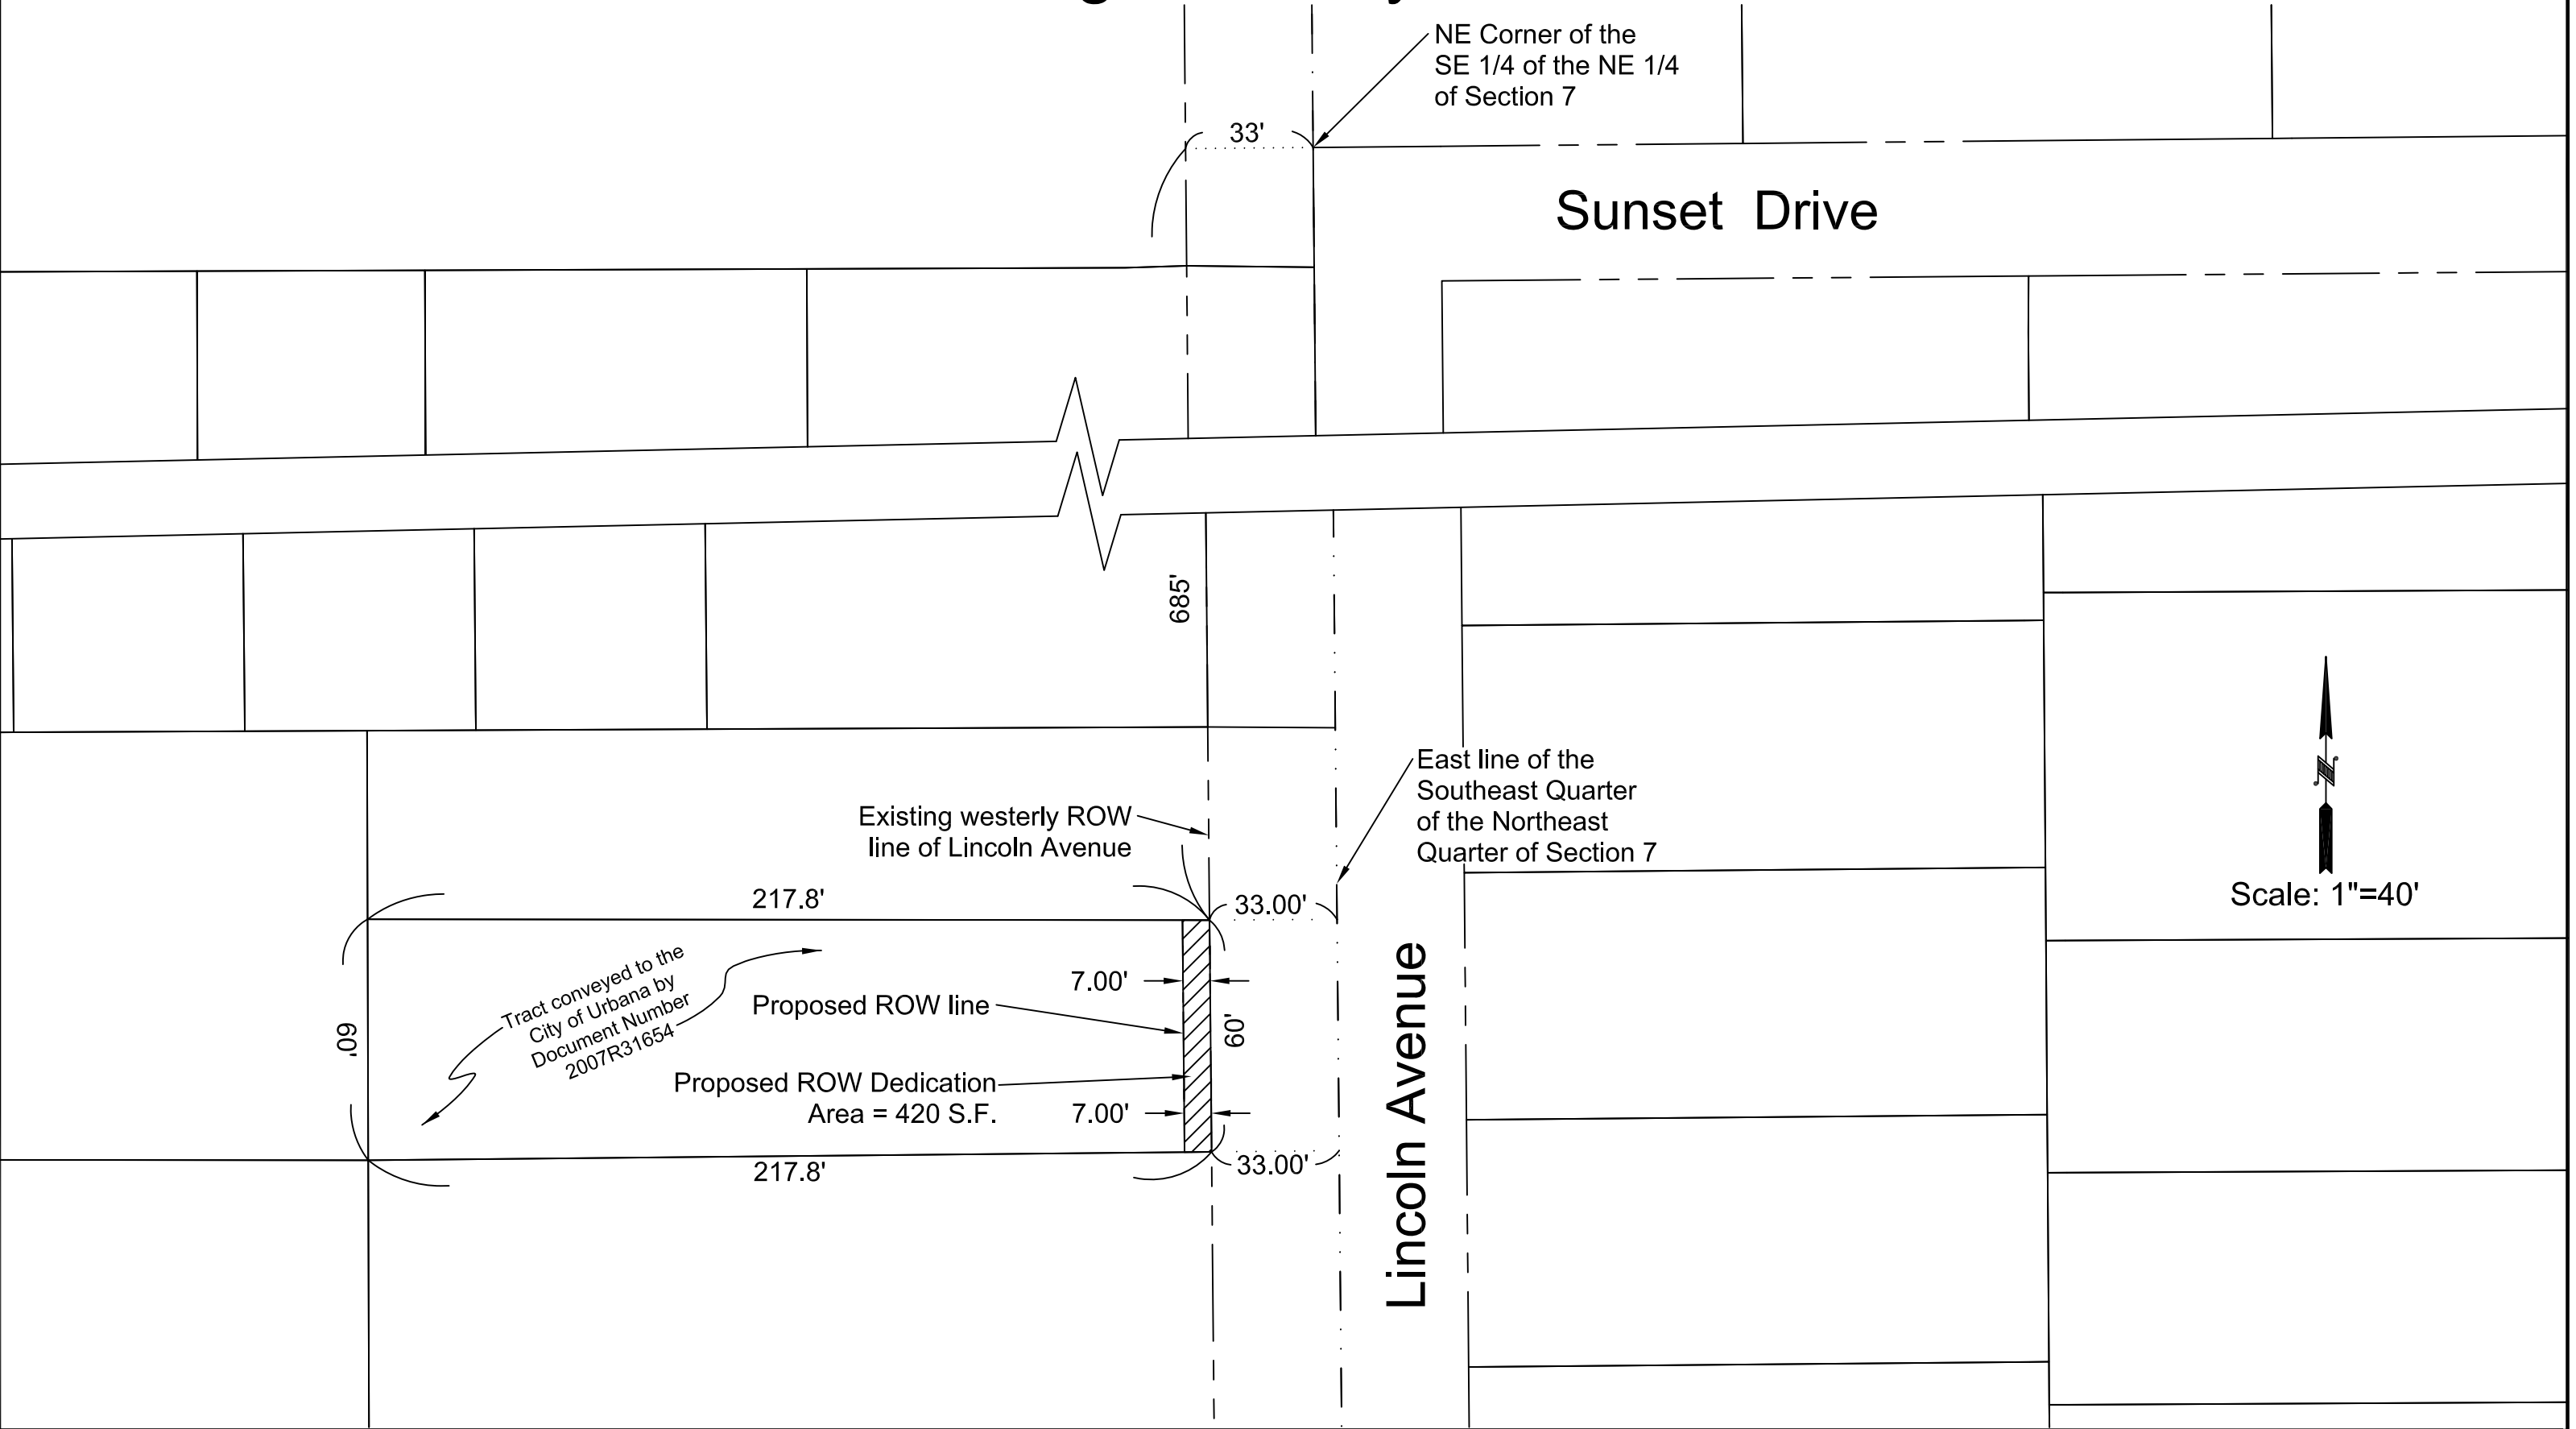 NE Corner of the
SE 1/4 of the NE 1/4
of Section 7
33'
Sunset Drive
685'
East line of the
Southeast Quarter
of the Northeast
Quarter of Section 7
Existing westerly ROW
line of Lincoln Avenue
Scale: 1"=40'
217.8'
33.00'
Tract conveyed to the
City of Urbana by
Document Number
2007R31654
7.00'
Proposed ROW line
60'
60'
Proposed ROW Dedication
Area = 420 S.F.
7.00'
217.8'
33.00'
Lincoln Avenue
N